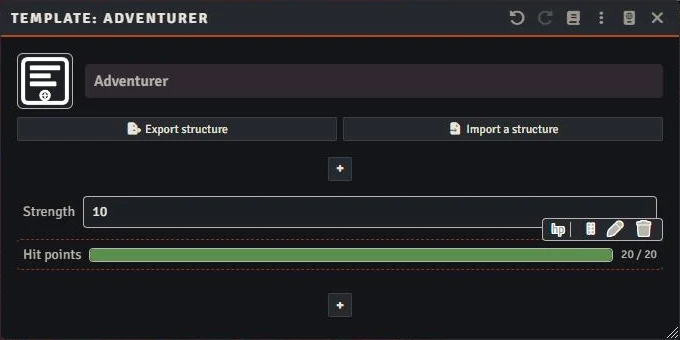 TEMPLATE: ADVENTURER
Adventurer
Export structure
Import a structure
+
Strength 10
hp
Hit points 20 / 20
+